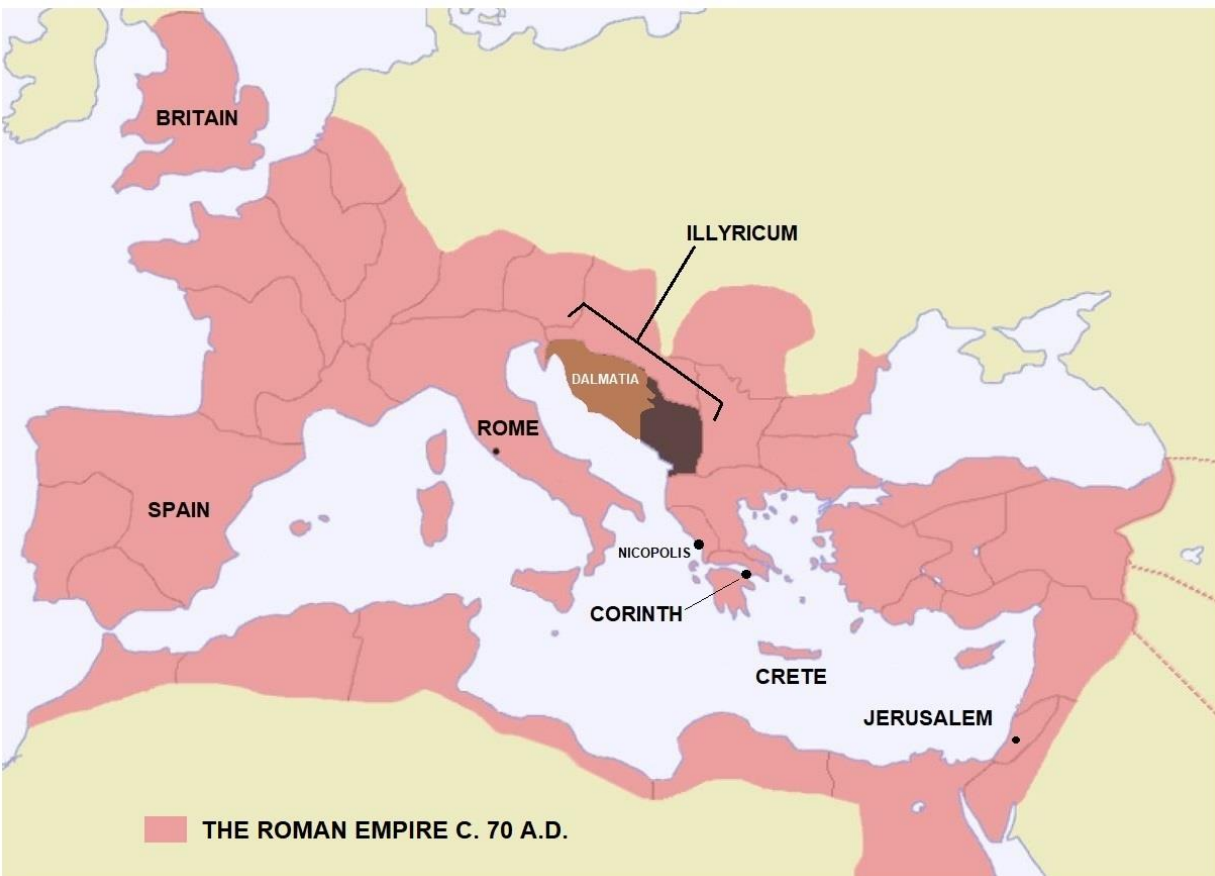 BRITAIN
ILLYRICUM
DALMATIA
ROME
SPAIN
NICOPOLIS
CORINTH
CRETE
JERUSALEM
THE ROMAN EMPIRE C. 70 A.D.